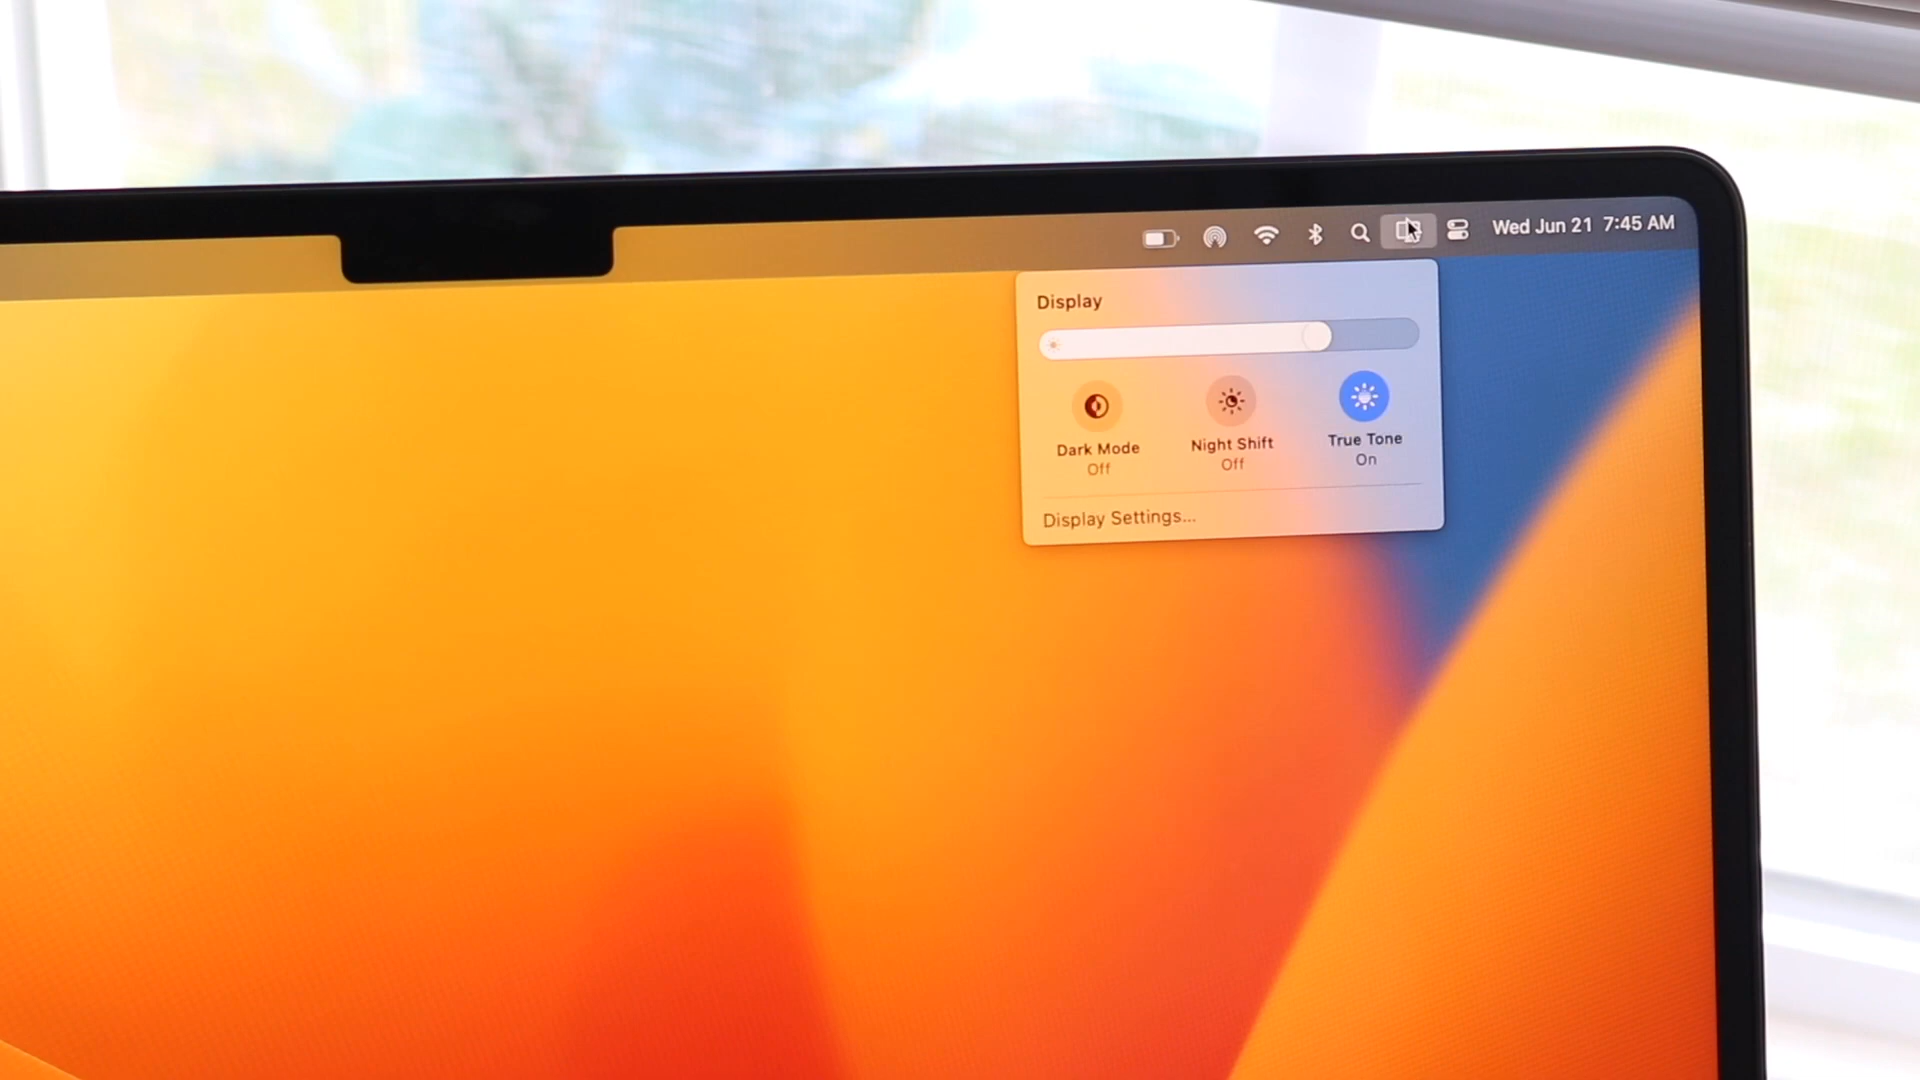 Wed Jun 21 7:45 AM
Display
Dark Mode
Off
Night Shift
Off
True Tone
On
Display Settings...